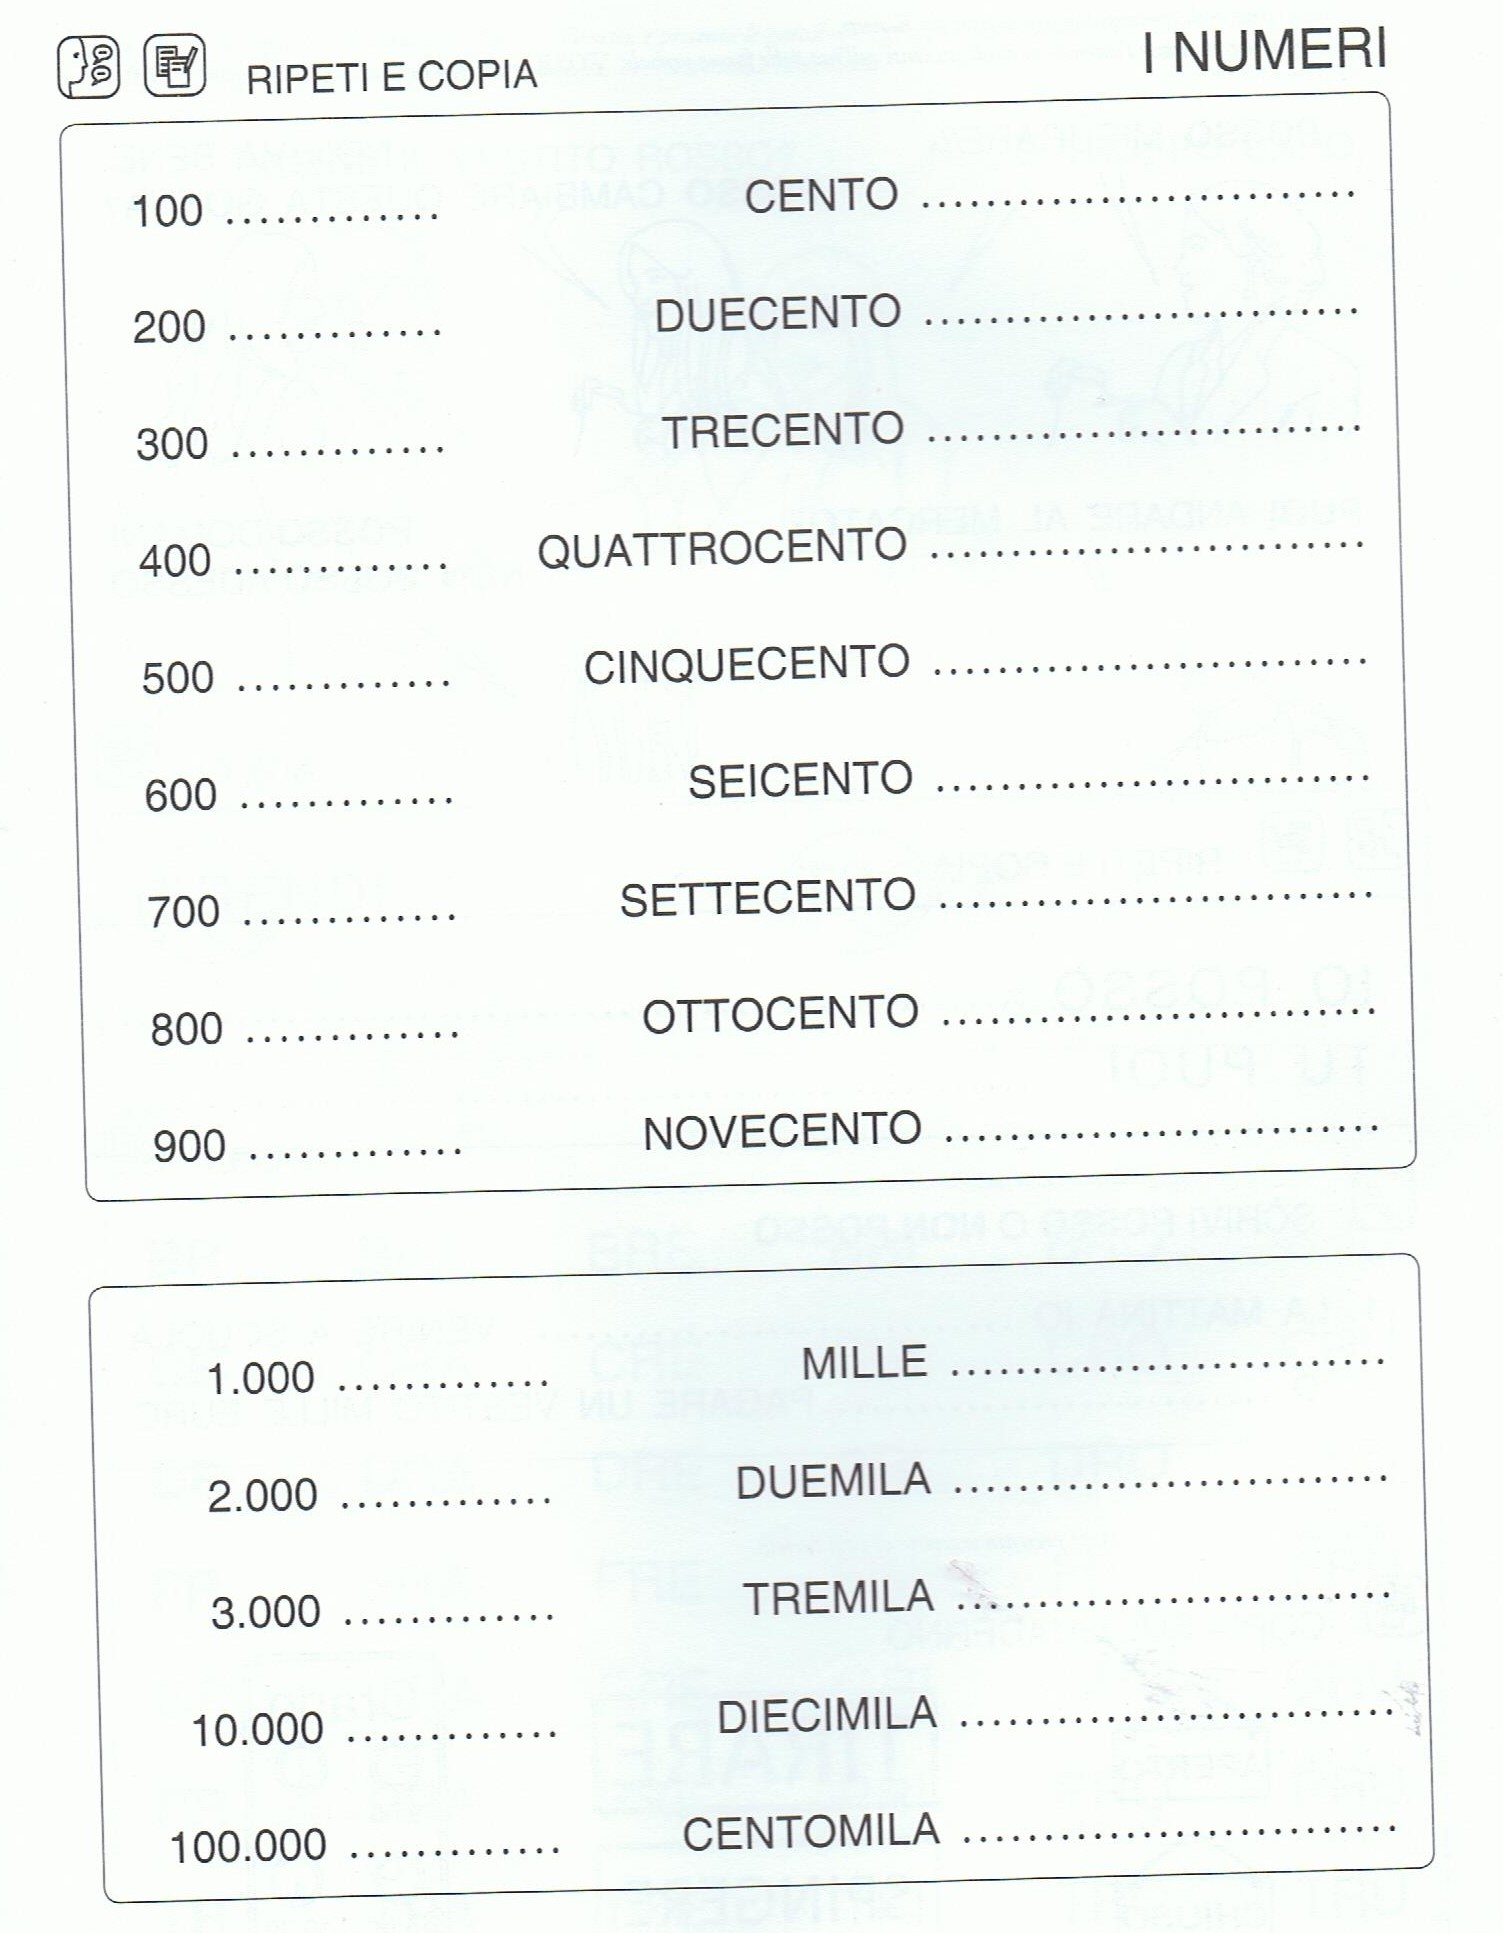 RIPETI E COPIA I NUMERI
100 ............. CENTO ..........................
200 ............. DUECENTO ..........................
300 ............. TRECENTO ..........................
400 ............. QUATTROCENTO ..........................
500 ............. CINQUECENTO ..........................
600 ............. SEICENTO ..........................
700 ............. SETTECENTO ..........................
800 ............. OTTOCENTO ..........................
900 ............. NOVECENTO ..........................
1.000 ............. MILLE ..........................
2.000 ............. DUEMILA ..........................
3.000 ............. TREMILA ..........................
10.000 ............. DIECIMILA ..........................
100.000 ............. CENTOMILA ..........................